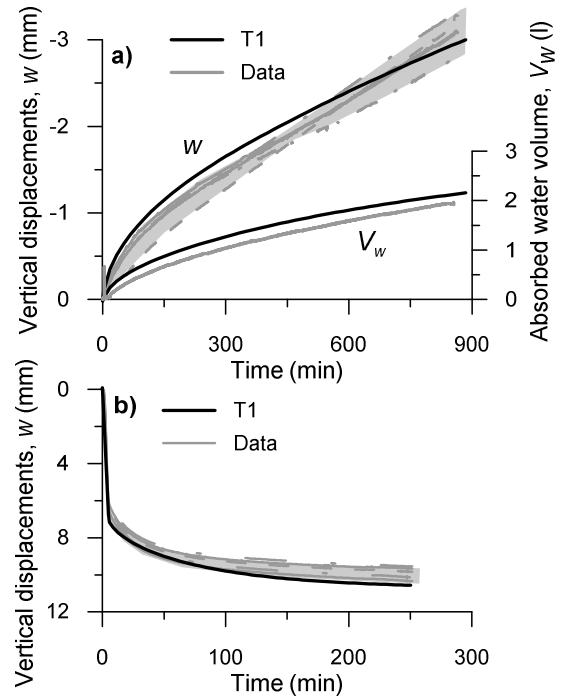 a)
T1
Data
-3
-2
-1
0
Vertical displacements, w (mm)
w
V_w
3
2
1
0
Absorbed water volume, V_W (l)
0 300 600 900
Time (min)
b)
T1
Data
0
4
8
12
Vertical displacements, w (mm)
0 100 200 300
Time (min)